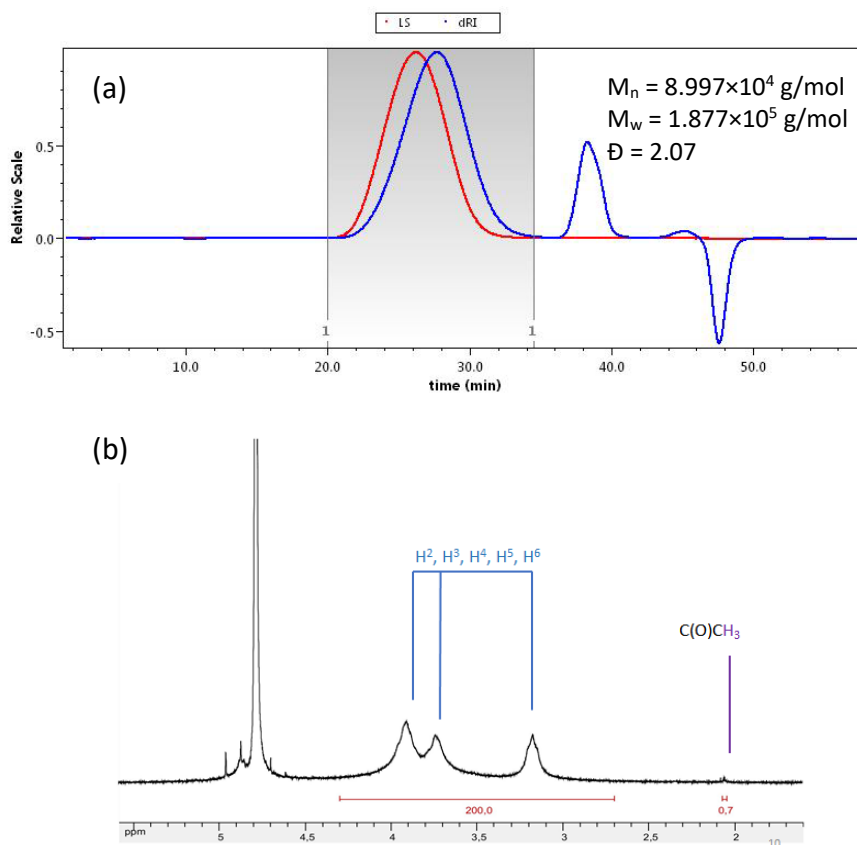 LS dRI
(a)
Mn = 8.997×10⁴ g/mol
Mw = 1.877×10⁵ g/mol
Đ = 2.07
Relative Scale
0.5
0.0
-0.5
1 1
10.0 20.0 30.0 40.0 50.0
time (min)
(b)
H², H³, H⁴, H⁵, H⁶
C(O)CH₃
200,0 0,7
ppm 5 4,5 4 3,5 3 2,5 2
10